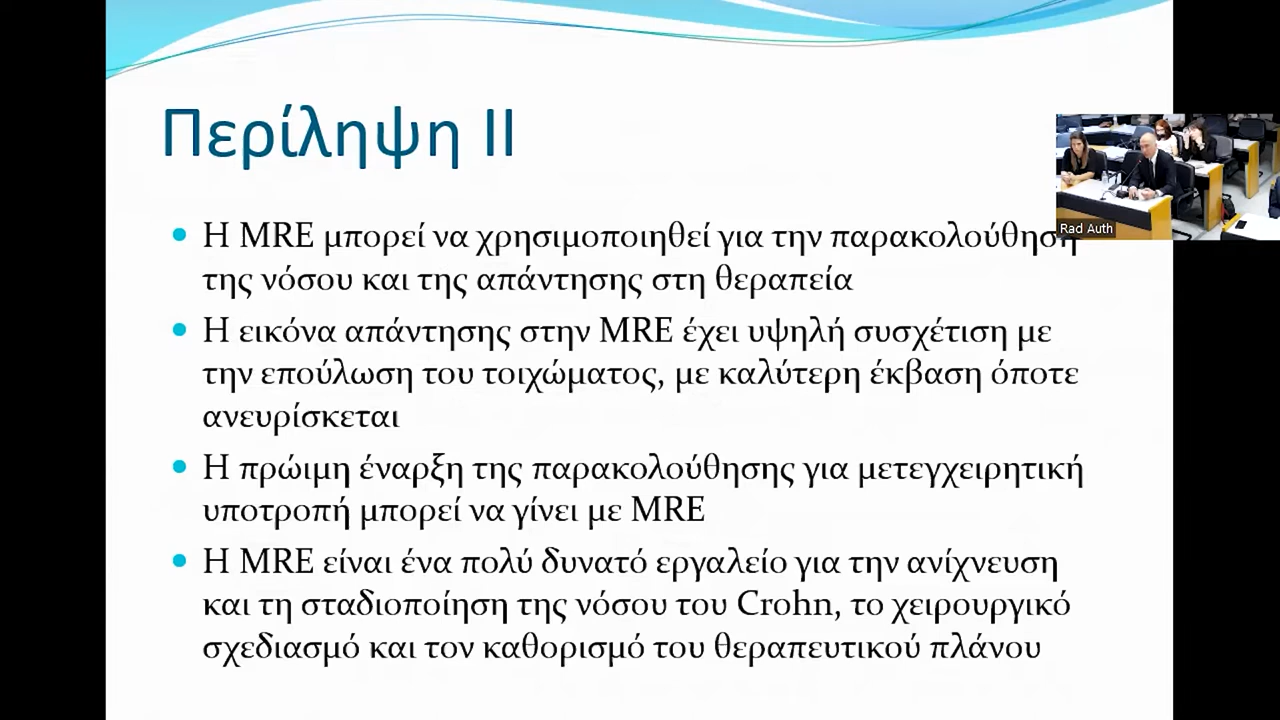 Περίληψη ΙΙ
Η MRE μπορεί να χρησιμοποιηθεί για την παρακολούθηση
της νόσου και της απάντησης στη θεραπεία
Η εικόνα απάντησης στην MRE έχει υψηλή συσχέτιση με
την επούλωση του τοιχώματος, με καλύτερη έκβαση όποτε
ανευρίσκεται
Η πρώιμη έναρξη της παρακολούθησης για μετεγχειρητική
υποτροπή μπορεί να γίνει με MRE
Η MRE είναι ένα πολύ δυνατό εργαλείο για την ανίχνευση
και τη σταδιοποίηση της νόσου του Crohn, το χειρουργικό
σχεδιασμό και τον καθορισμό του θεραπευτικού πλάνου
Rad Auth